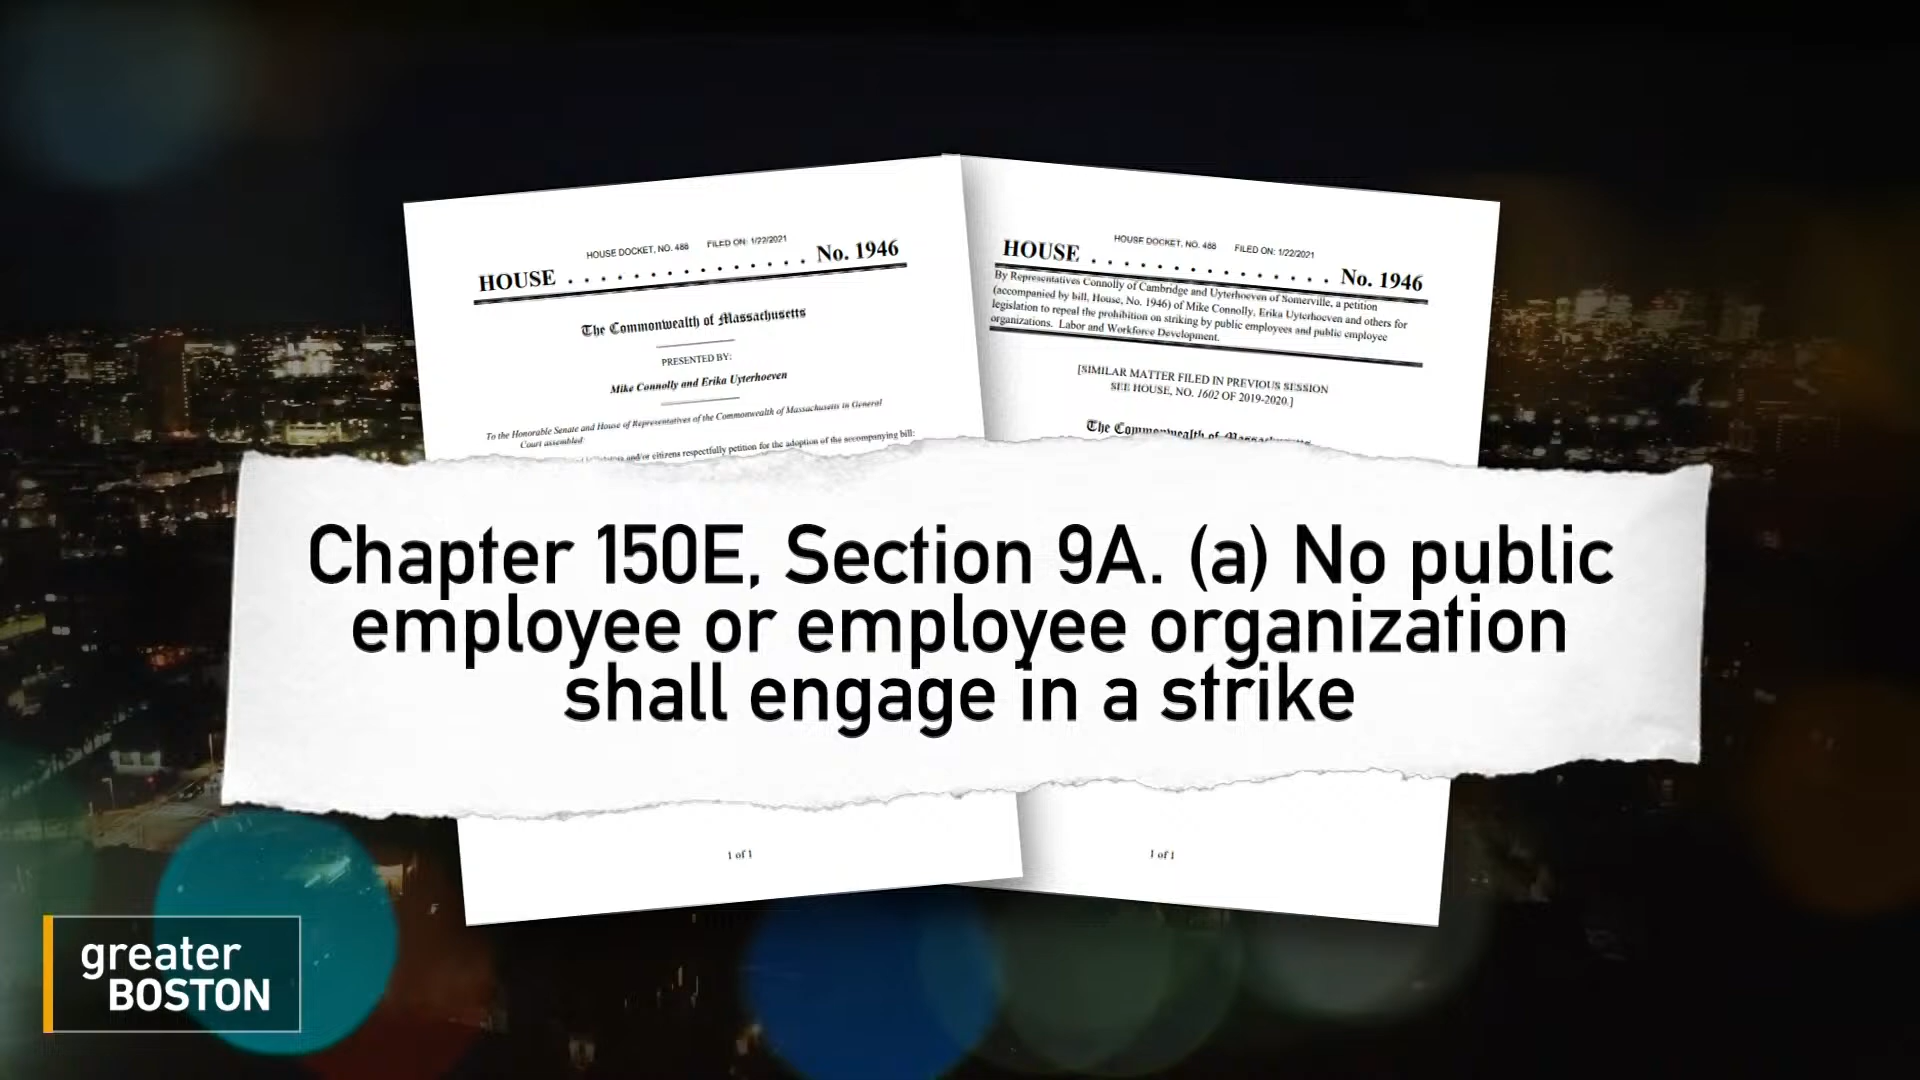 HOUSE DOCKET, NO. 488 FILED ON: 1/22/2021
HOUSE . . . . . . . . . . . . . . . No. 1946
The Commonwealth of Massachusetts
PRESENTED BY:
Mike Connolly and Erika Uyterhoeven
To the Honorable Senate and House of Representatives of the Commonwealth of Massachusetts in General
Court assembled:
and/or citizens respectfully petition for the adoption of the accompanying bill:
HOUSE DOCKET, NO. 488 FILED ON: 1/22/2021
HOUSE . . . . . . . . . . . . . . . No. 1946
By Representatives Connolly of Cambridge and Uyterhoeven of Somerville, a petition
(accompanied by bill, House, No. 1946) of Mike Connolly, Erika Uyterhoeven and others for
legislation to repeal the prohibition on striking by public employees and public employee
organizations. Labor and Workforce Development.
[SIMILAR MATTER FILED IN PREVIOUS SESSION
SEE HOUSE, NO. 1602 OF 2019-2020.]
The Commonwealth of Massachusetts
Chapter 150E, Section 9A. (a) No public
employee or employee organization
shall engage in a strike
1 of 1
1 of 1
greater
BOSTON